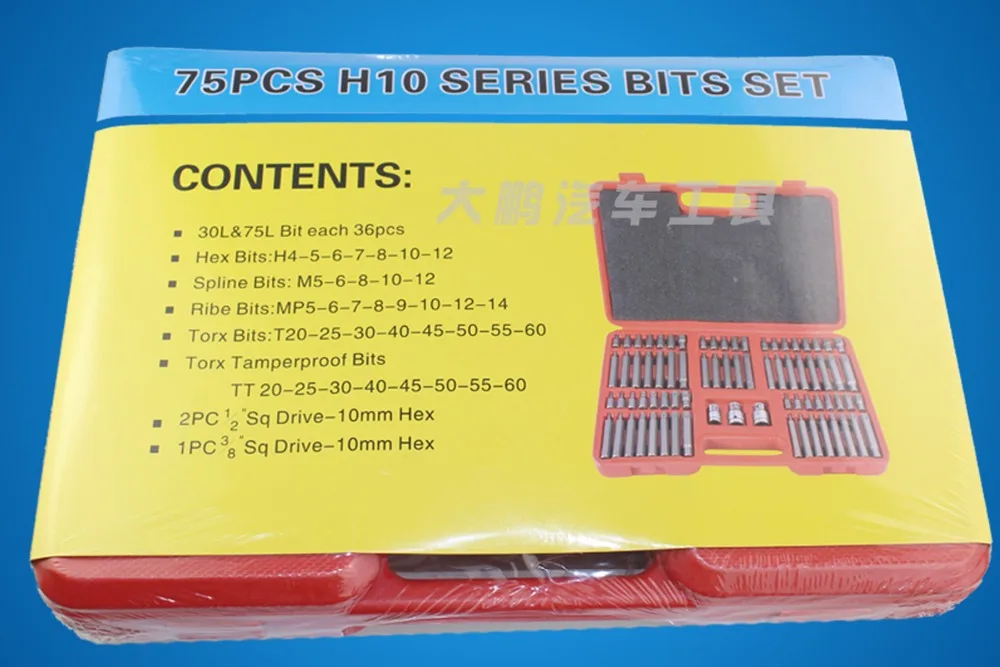 75PCS H10 SERIES BITS SET
CONTENTS:
大鹏汽车工具
▪ 30L&75L Bit each 36pcs
▪ Hex Bits:H4-5-6-7-8-10-12
▪ Spline Bits: M5-6-8-10-12
▪ Ribe Bits:MP5-6-7-8-9-10-12-14
▪ Torx Bits:T20-25-30-40-45-50-55-60
▪ Torx Tamperproof Bits
TT 20-25-30-40-45-50-55-60
▪ 2PC 1/2"Sq Drive-10mm Hex
▪ 1PC 3/8"Sq Drive-10mm Hex